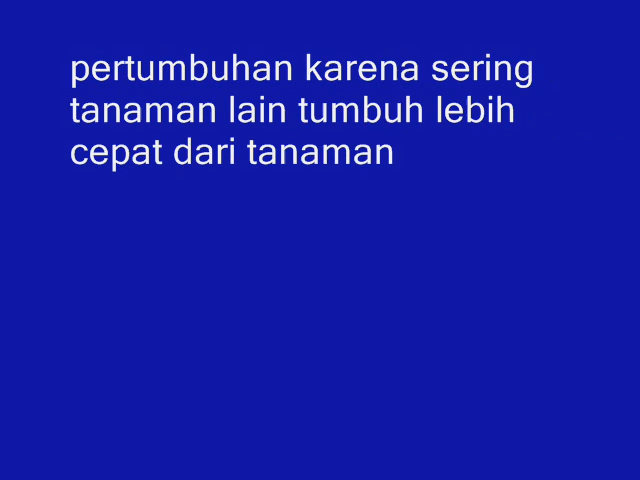 pertumbuhan karena sering
tanaman lain tumbuh lebih
cepat dari tanaman